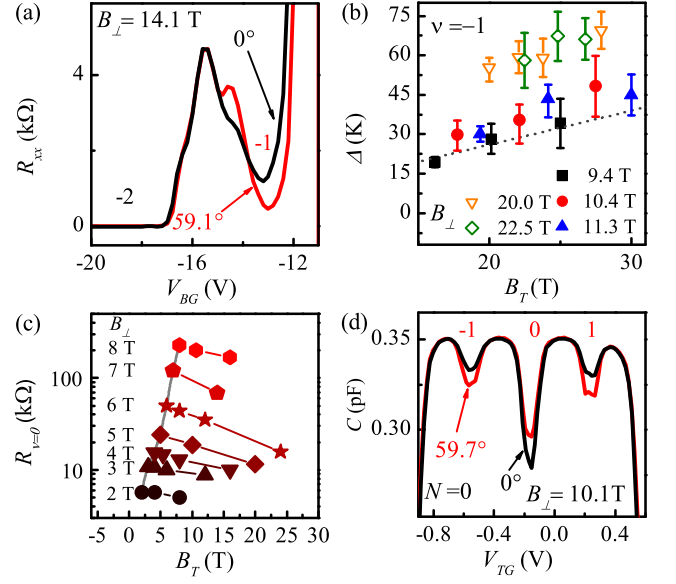 (a)
B⊥= 14.1 T
0°
4
-1
-2
59.1°
0
Rxx (kΩ)
-20 -16 -12
VBG (V)
(b)
ν =−1
75
60
45
30
15
0
Δ (K)
9.4 T
20.0 T 10.4 T
B⊥ 22.5 T 11.3 T
20 30
BT (T)
(c)
B⊥
8 T
7 T
6 T
5 T
4 T
3 T
2 T
100
10
Rν=0 (kΩ)
-5 0 5 10 15 20 25 30
BT (T)
(d)
-1 0 1
0.35
0.30
C (pF)
59.7°
0°
N=0 B⊥= 10.1T
-0.8 -0.4 0.0 0.4
VTG (V)